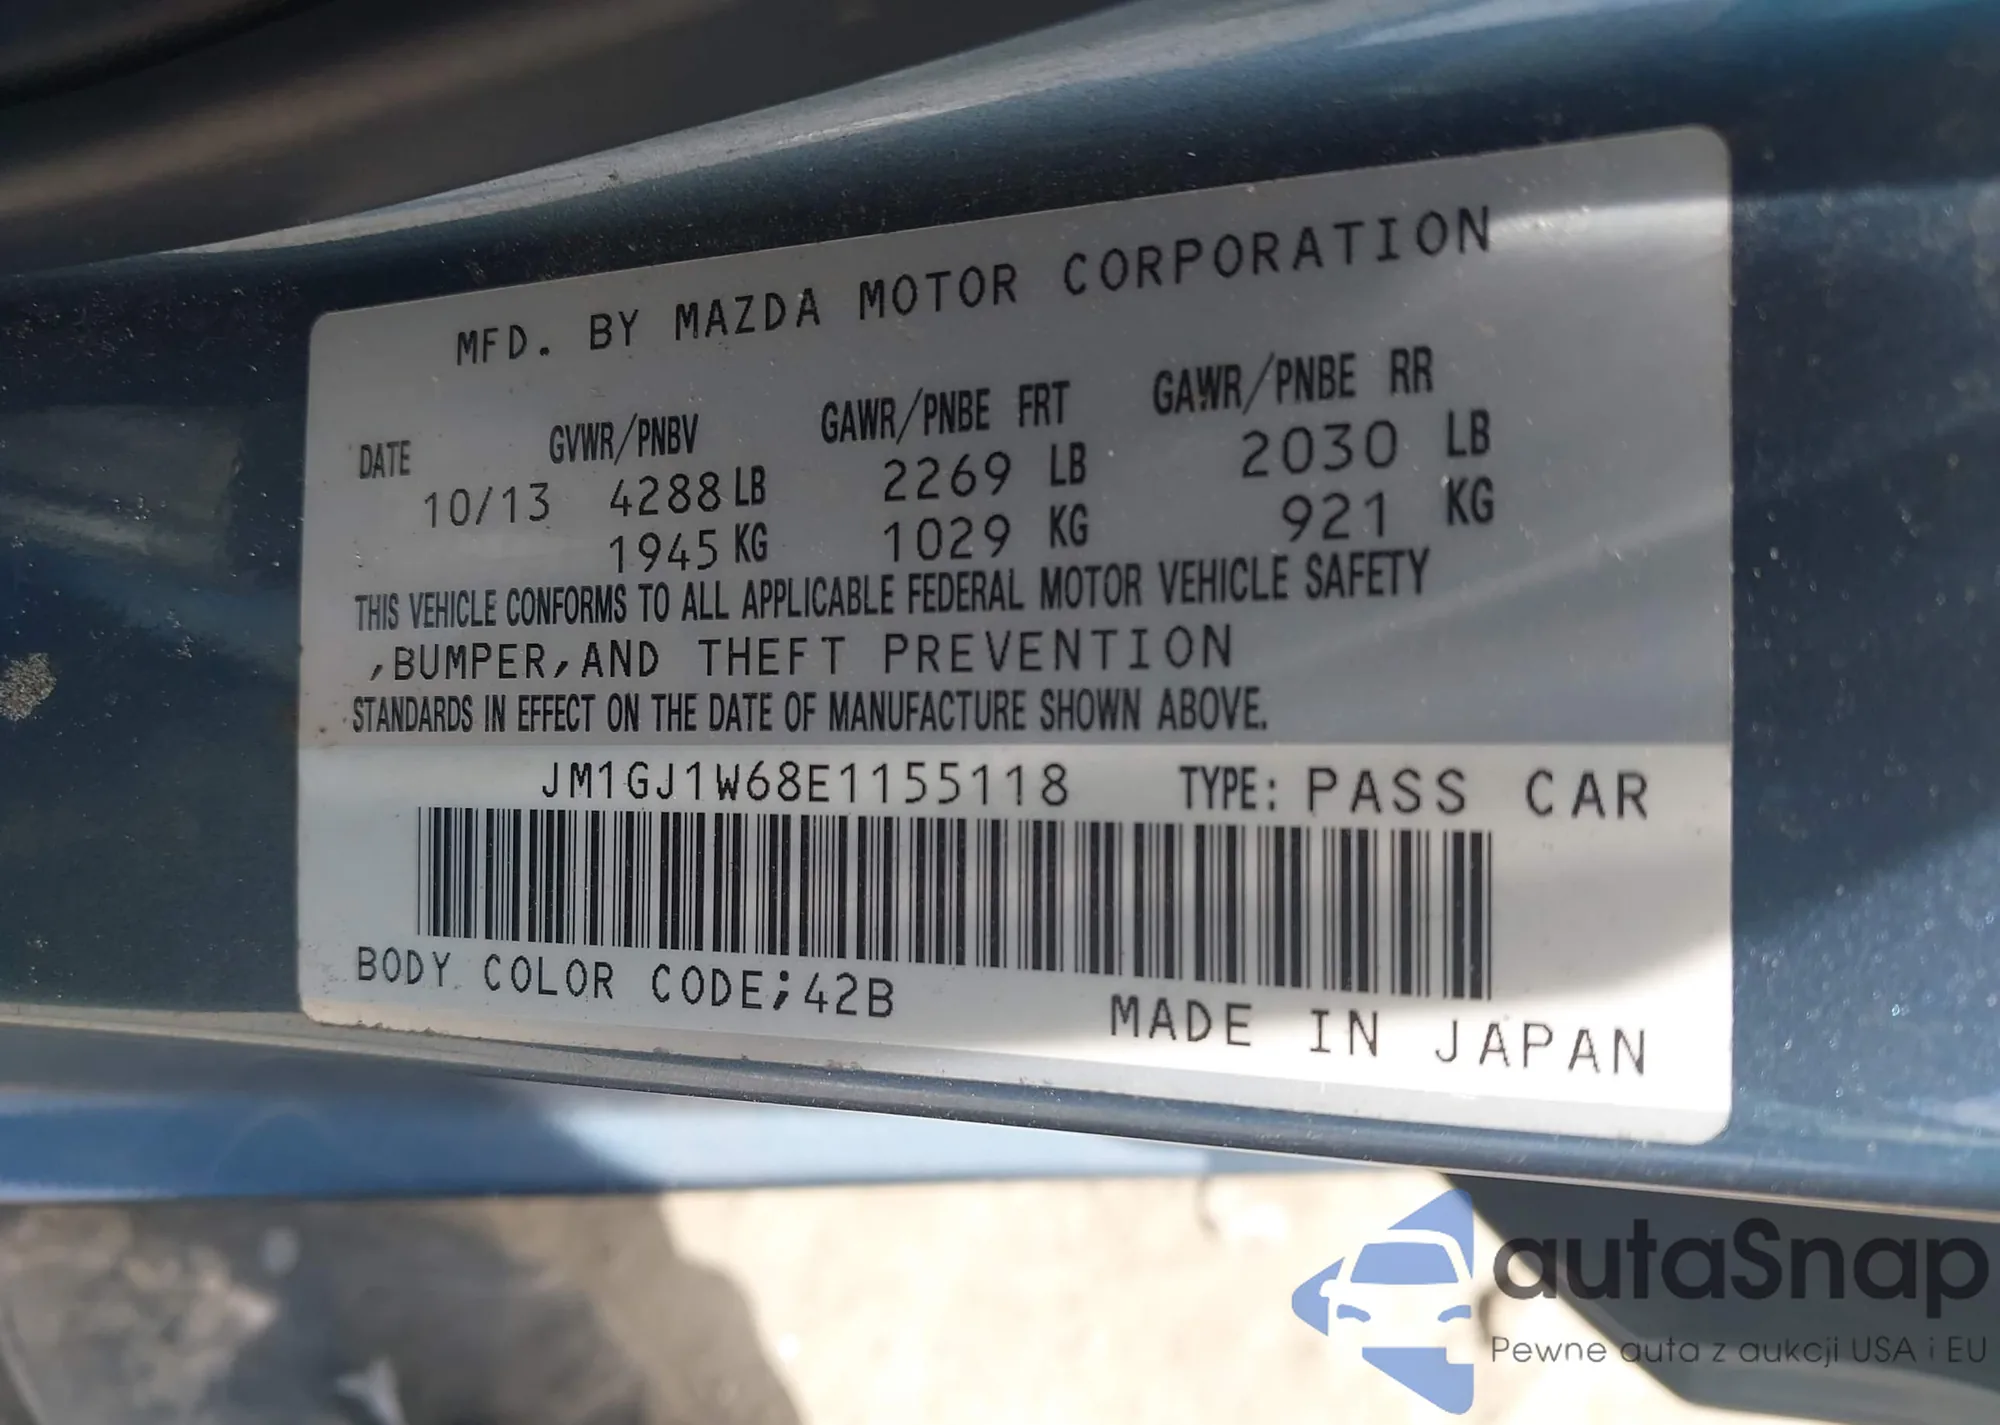 MFD. BY MAZDA MOTOR CORPORATION
DATE GVWR/PNBV GAWR/PNBE FRT GAWR/PNBE RR
10/13 4288 LB 2269 LB 2030 LB
1945 KG 1029 KG 921 KG
THIS VEHICLE CONFORMS TO ALL APPLICABLE FEDERAL MOTOR VEHICLE SAFETY
,BUMPER,AND THEFT PREVENTION
STANDARDS IN EFFECT ON THE DATE OF MANUFACTURE SHOWN ABOVE.
JM1GJ1W68E1155118 TYPE: PASS CAR
BODY COLOR CODE;42B
MADE IN JAPAN
autaSnap
Pewne auta z aukcji USA i EU